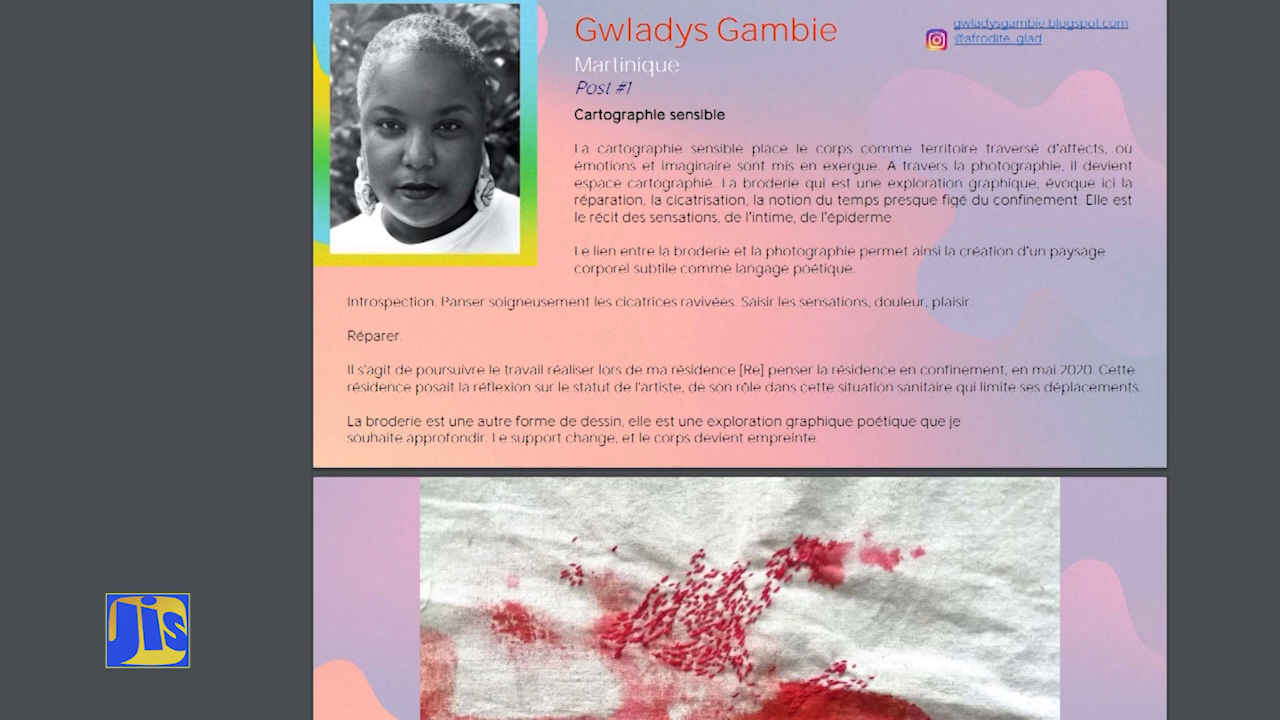 Gwladys Gambie
gwladysgambie.blogspot.com
@afrodite_glad
Martinique
Post #1
Cartographie sensible
La cartographie sensible place le corps comme territoire traversé d'affects, où
émotions et imaginaire sont mis en exergue. A travers la photographie, il devient
espace cartographié. La broderie qui est une exploration graphique, évoque ici la
réparation, la cicatrisation, la notion du temps presque figé du confinement. Elle est
le récit des sensations, de l'intime, de l'épiderme.
Le lien entre la broderie et la photographie permet ainsi la création d'un paysage
corporel subtile comme langage poétique.
Introspection. Panser soigneusement les cicatrices ravivées. Saisir les sensations, douleur, plaisir.
Réparer.
Il s'agit de poursuivre le travail réaliser lors de ma résidence [Re] penser la résidence en confinement, en mai 2020. Cette
résidence posait la réflexion sur le statut de l'artiste, de son rôle dans cette situation sanitaire qui limite ses déplacements.
La broderie est une autre forme de dessin, elle est une exploration graphique poétique que je
souhaite approfondir. Le support change, et le corps devient empreinte.
Jis